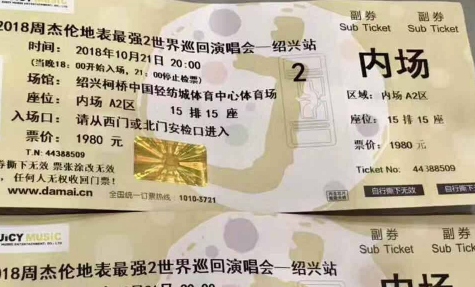 2018周杰伦地表最强2世界巡回演唱会—绍兴站
时间：2018年10月21日 20:00
(当晚18:00开始入场，21:00停止检票)
场馆：绍兴柯桥中国轻纺城体育中心体育场
座位：内场 A2区 15 排 15 座
入场口：请从西门或北门安检口进入
票价：1980 元
T.N: 44388509
券撕下无效 票张涂改无效
，任何人无权收回门票！
www.damai.cn
全国统一订票热线：1010-3721
2
副券
Sub Ticket
副券
Sub Ticket
内场
区域：内场 A2区
座位：15 排 15 座
票价：1980 元
Ticket No: 44388509
自行撕下无效
自行撕下无效
JICY MUSIC
副券
Sub Ticket
副券
Sub Ticket
018周杰伦地表最强2世界巡回演唱会—绍兴站
内场